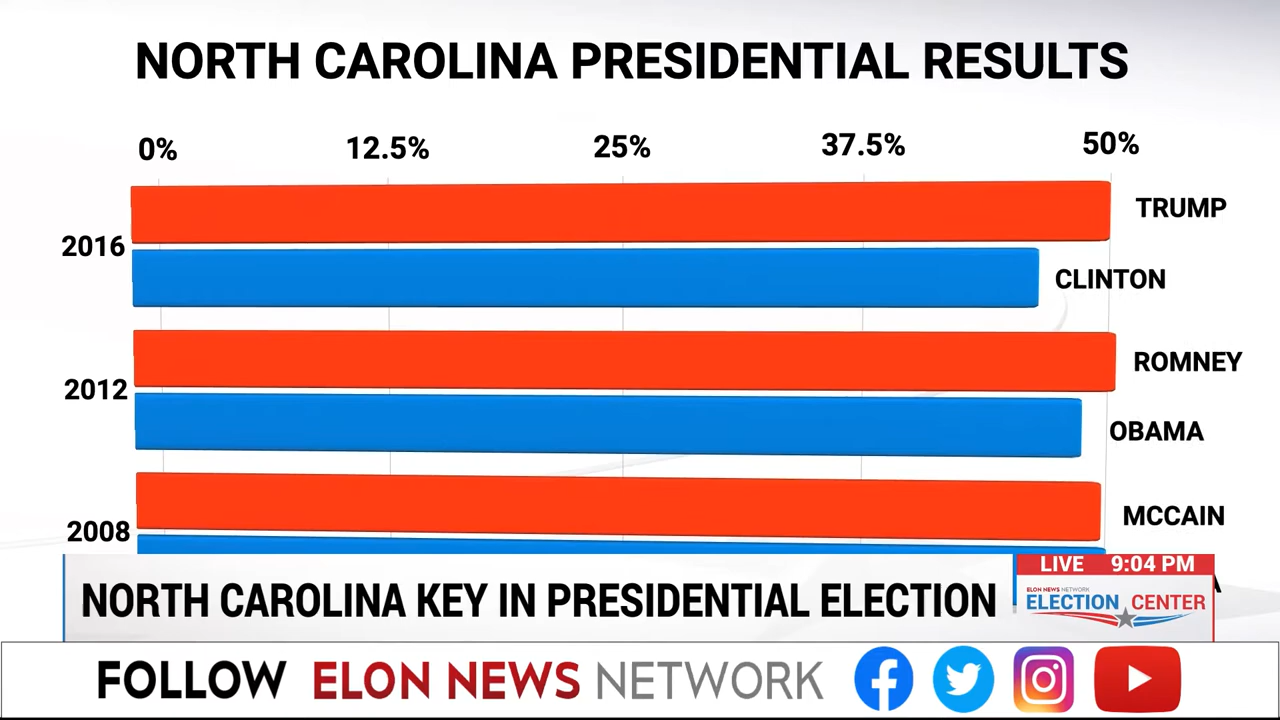 NORTH CAROLINA PRESIDENTIAL RESULTS
0% 12.5% 25% 37.5% 50%
TRUMP
2016
CLINTON
ROMNEY
2012
OBAMA
MCCAIN
2008
LIVE 9:04 PM
NORTH CAROLINA KEY IN PRESIDENTIAL ELECTION
ELON NEWS NETWORK
ELECTION CENTER
FOLLOW ELON NEWS NETWORK